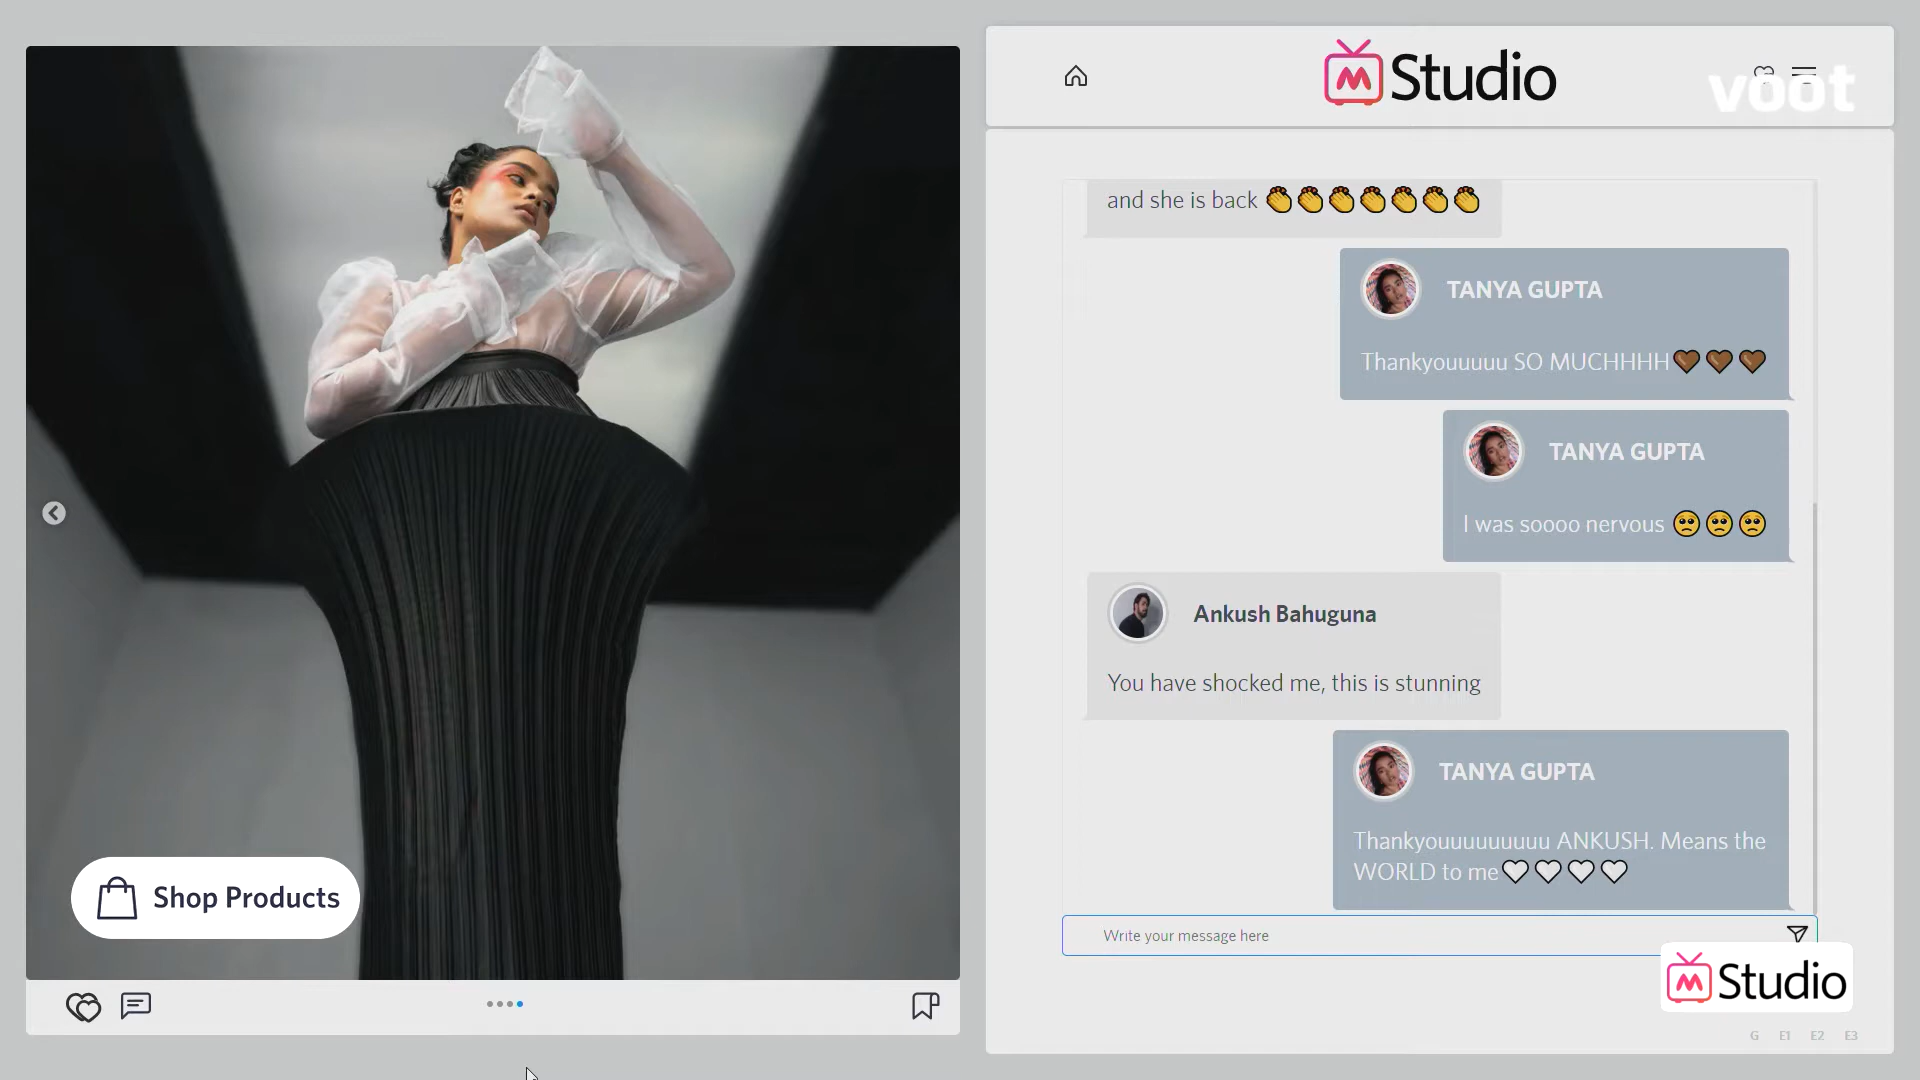 Studio
voot
and she is back 👏👏👏👏👏👏👏
TANYA GUPTA
Thankyouuuuu SO MUCHHHH🤎🤎🤎
TANYA GUPTA
I was soooo nervous 🥺🥺🥺
Ankush Bahuguna
You have shocked me, this is stunning
TANYA GUPTA
Thankyouuuuuuuuu ANKUSH. Means the
WORLD to me🤍🤍🤍🤍
Write your message here
Shop Products
Studio
G E1 E2 E3